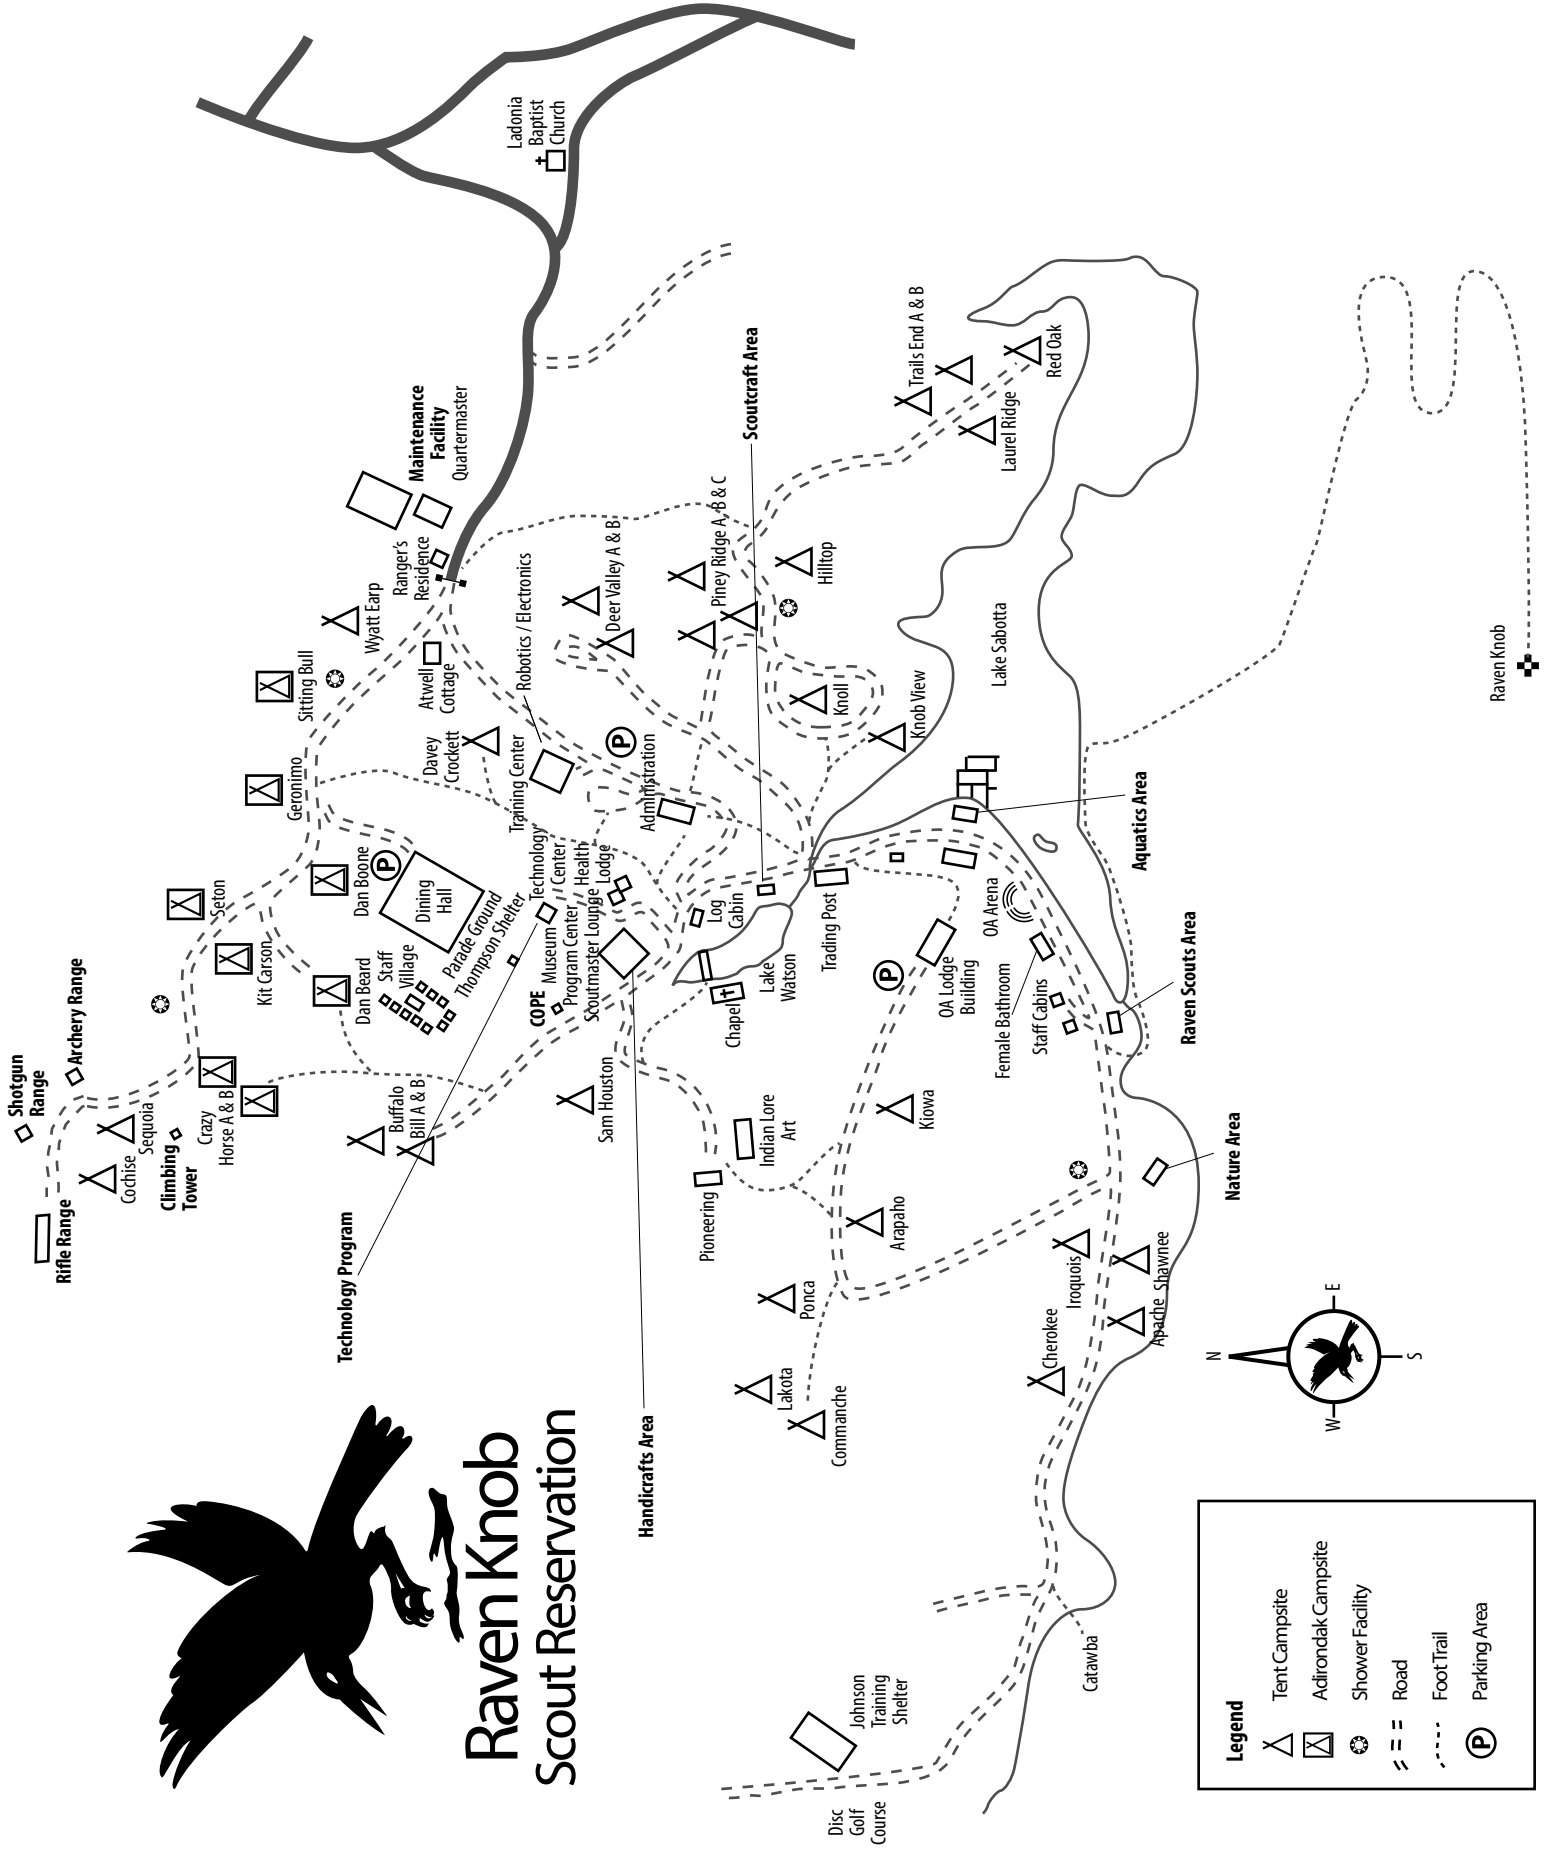 Raven Knob
Scout Reservation
Shotgun
Range
Archery Range
Rifle Range
Cochise
Sequoia
Climbing
Tower
Crazy
Horse A & B
Seton
Kit Carson
Geronimo
Sitting Bull
Wyatt Earp
Ranger's
Residence
Maintenance
Facility
Quartermaster
Ladonia
Baptist
Church
Atwell
Cottage
Davey
Crockett
Dan Boone
P
Dining
Hall
Dan Beard
Staff
Village
Parade Ground
Thompson Shelter
Buffalo
Bill A & B
Technology Program
COPE
Museum
Program Center
Scoutmaster Lounge
Technology
Center
Health
Lodge
Training Center
Robotics / Electronics
P
Administration
Deer Valley A & B
Piney Ridge A, B & C
Scoutcraft Area
Hilltop
Knoll
Knob View
Trails End A & B
Laurel Ridge
Red Oak
Sam Houston
Handicrafts Area
Log
Cabin
Chapel
Lake
Watson
Trading Post
Pioneering
Indian Lore
Art
P
OA Lodge
Building
OA Arena
Female Bathroom
Staff Cabins
Lake Sabotta
Aquatics Area
Raven Scouts Area
Nature Area
Kiowa
Arapaho
Ponca
Lakota
Commanche
Cherokee
Iroquois
Apache
Shawnee
Catawba
Johnson
Training
Shelter
Disc
Golf
Course
Raven Knob
N
W
E
S
Legend
Tent Campsite
Adirondak Campsite
Shower Facility
Road
Foot Trail
P
Parking Area